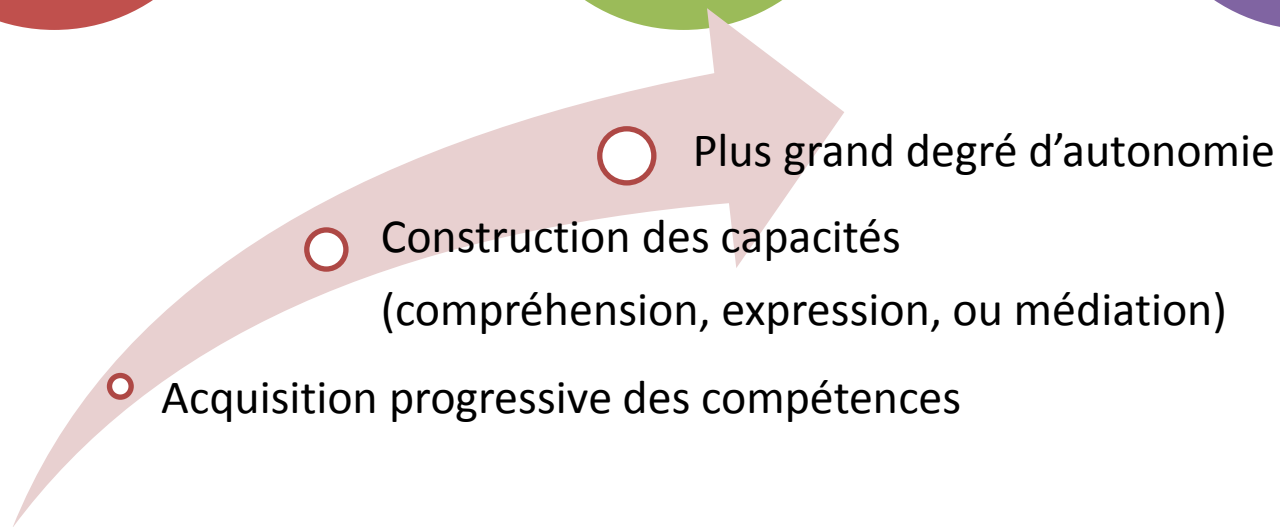 Plus grand degré d’autonomie
Construction des capacités
(compréhension, expression, ou médiation)
Acquisition progressive des compétences